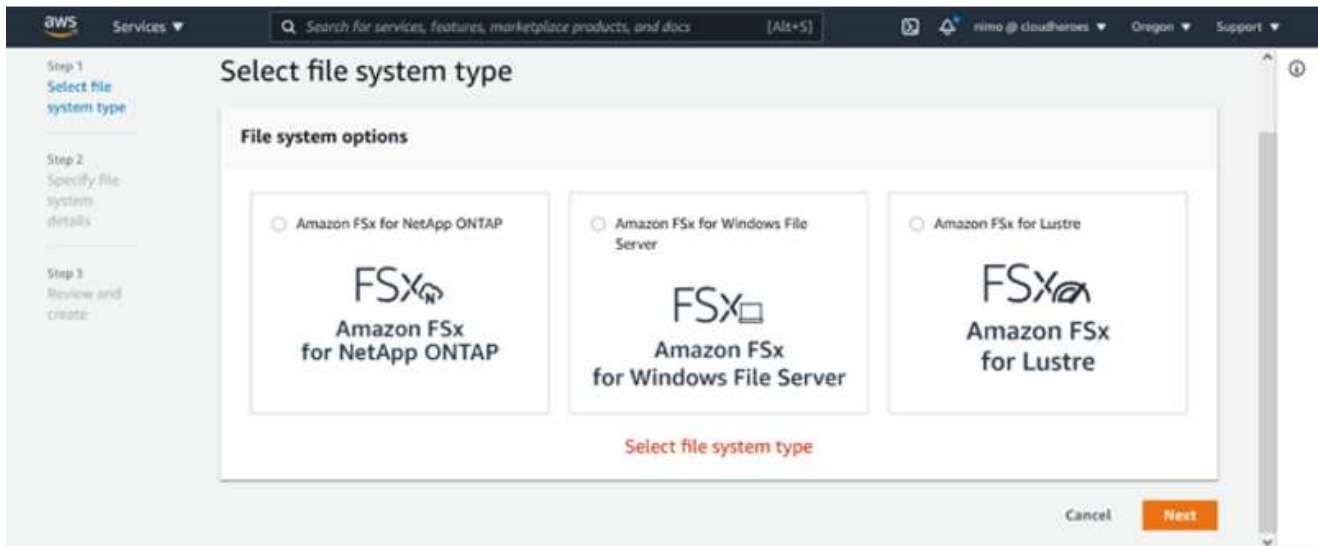 aws
Services ▼
Search for services, features, marketplace products, and docs
[Alt+S]
nimo @ cloudheroes ▼
Oregon ▼
Support ▼
Step 1
Select file
system type
Step 2
Specify file
system
details
Step 3
Review and
create
Select file system type
File system options
Amazon FSx for NetApp ONTAP
FSx
N
Amazon FSx
for NetApp ONTAP
Amazon FSx for Windows File
Server
FSx
Amazon FSx
for Windows File Server
Amazon FSx for Lustre
FSx
Amazon FSx
for Lustre
Select file system type
Cancel
Next